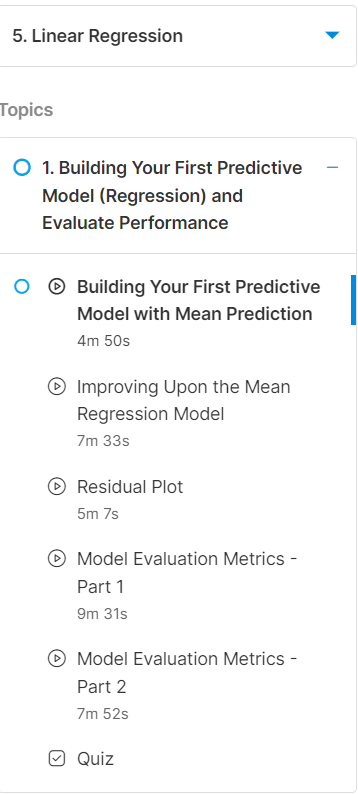 5. Linear Regression
Topics
1. Building Your First Predictive
Model (Regression) and
Evaluate Performance
Building Your First Predictive
Model with Mean Prediction
4m 50s
Improving Upon the Mean
Regression Model
7m 33s
Residual Plot
5m 7s
Model Evaluation Metrics -
Part 1
9m 31s
Model Evaluation Metrics -
Part 2
7m 52s
Quiz